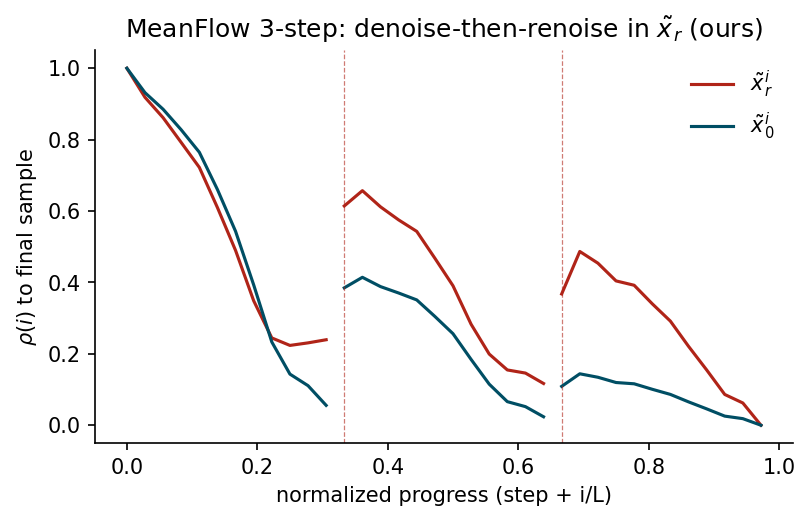 MeanFlow 3-step: denoise-then-renoise in x̃_r (ours)
x̃_r^i
x̃_0^i
ρ(i) to final sample
1.0
0.8
0.6
0.4
0.2
0.0
0.0 0.2 0.4 0.6 0.8 1.0
normalized progress (step + i/L)